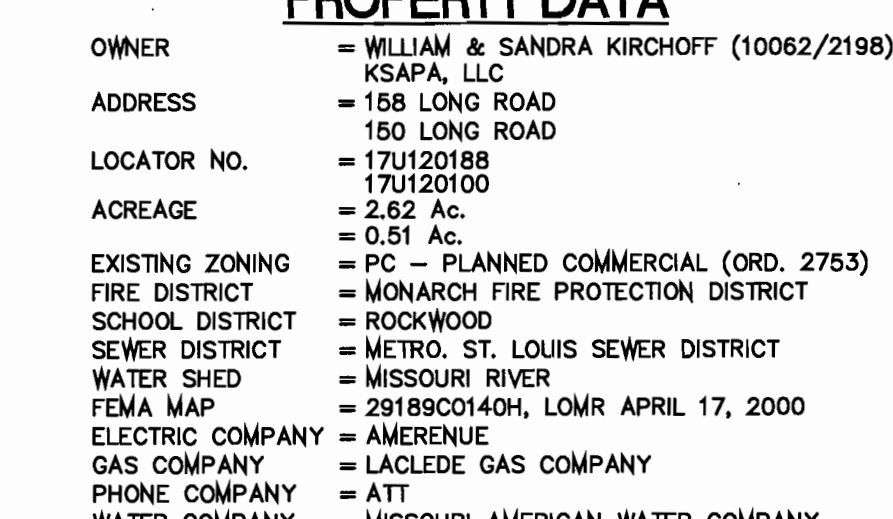 PROPERTY DATA
OWNER = WILLIAM & SANDRA KIRCHOFF (10062/2198)
KSAPA, LLC
ADDRESS = 158 LONG ROAD
150 LONG ROAD
LOCATOR NO. = 17U120188
17U120100
ACREAGE = 2.62 Ac.
= 0.51 Ac.
EXISTING ZONING = PC – PLANNED COMMERCIAL (ORD. 2753)
FIRE DISTRICT = MONARCH FIRE PROTECTION DISTRICT
SCHOOL DISTRICT = ROCKWOOD
SEWER DISTRICT = METRO. ST. LOUIS SEWER DISTRICT
WATER SHED = MISSOURI RIVER
FEMA MAP = 29189C0140H, LOMR APRIL 17, 2000
ELECTRIC COMPANY = AMERENUE
GAS COMPANY = LACLEDE GAS COMPANY
PHONE COMPANY = ATT
WATER COMPANY = MISSOURI AMERICAN WATER COMPANY